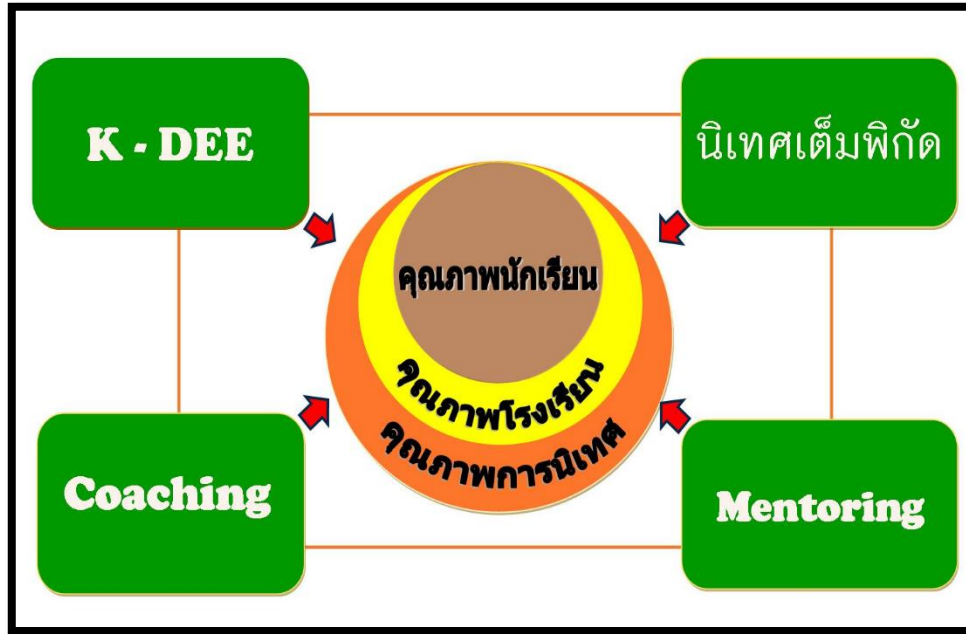 K - DEE
นิเทศเต็มพิกัด
คุณภาพนักเรียน
คุณภาพโรงเรียน
คุณภาพการนิเทศ
Coaching
Mentoring